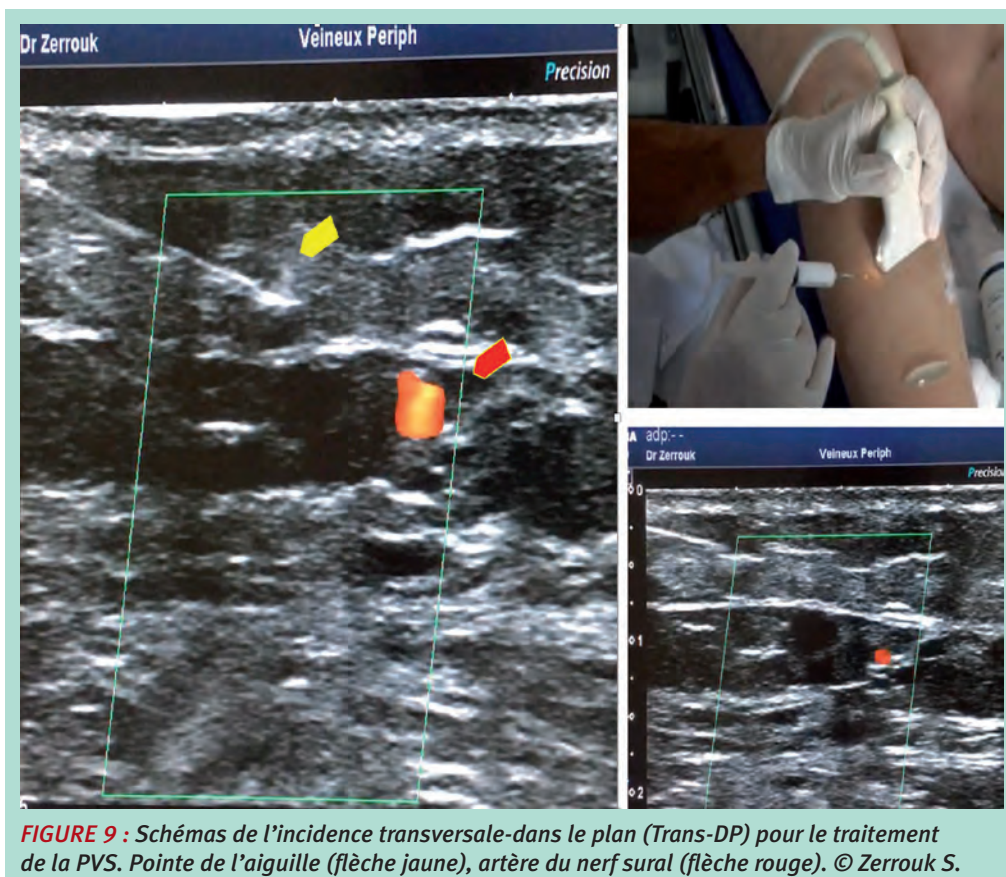 Dr Zerrouk
Veineux Periph
Precision
adp:- -
Dr Zerrouk
Veineux Periph
Precision
0
1
2
FIGURE 9 : Schémas de l'incidence transversale-dans le plan (Trans-DP) pour le traitement
de la PVS. Pointe de l'aiguille (flèche jaune), artère du nerf sural (flèche rouge). © Zerrouk S.